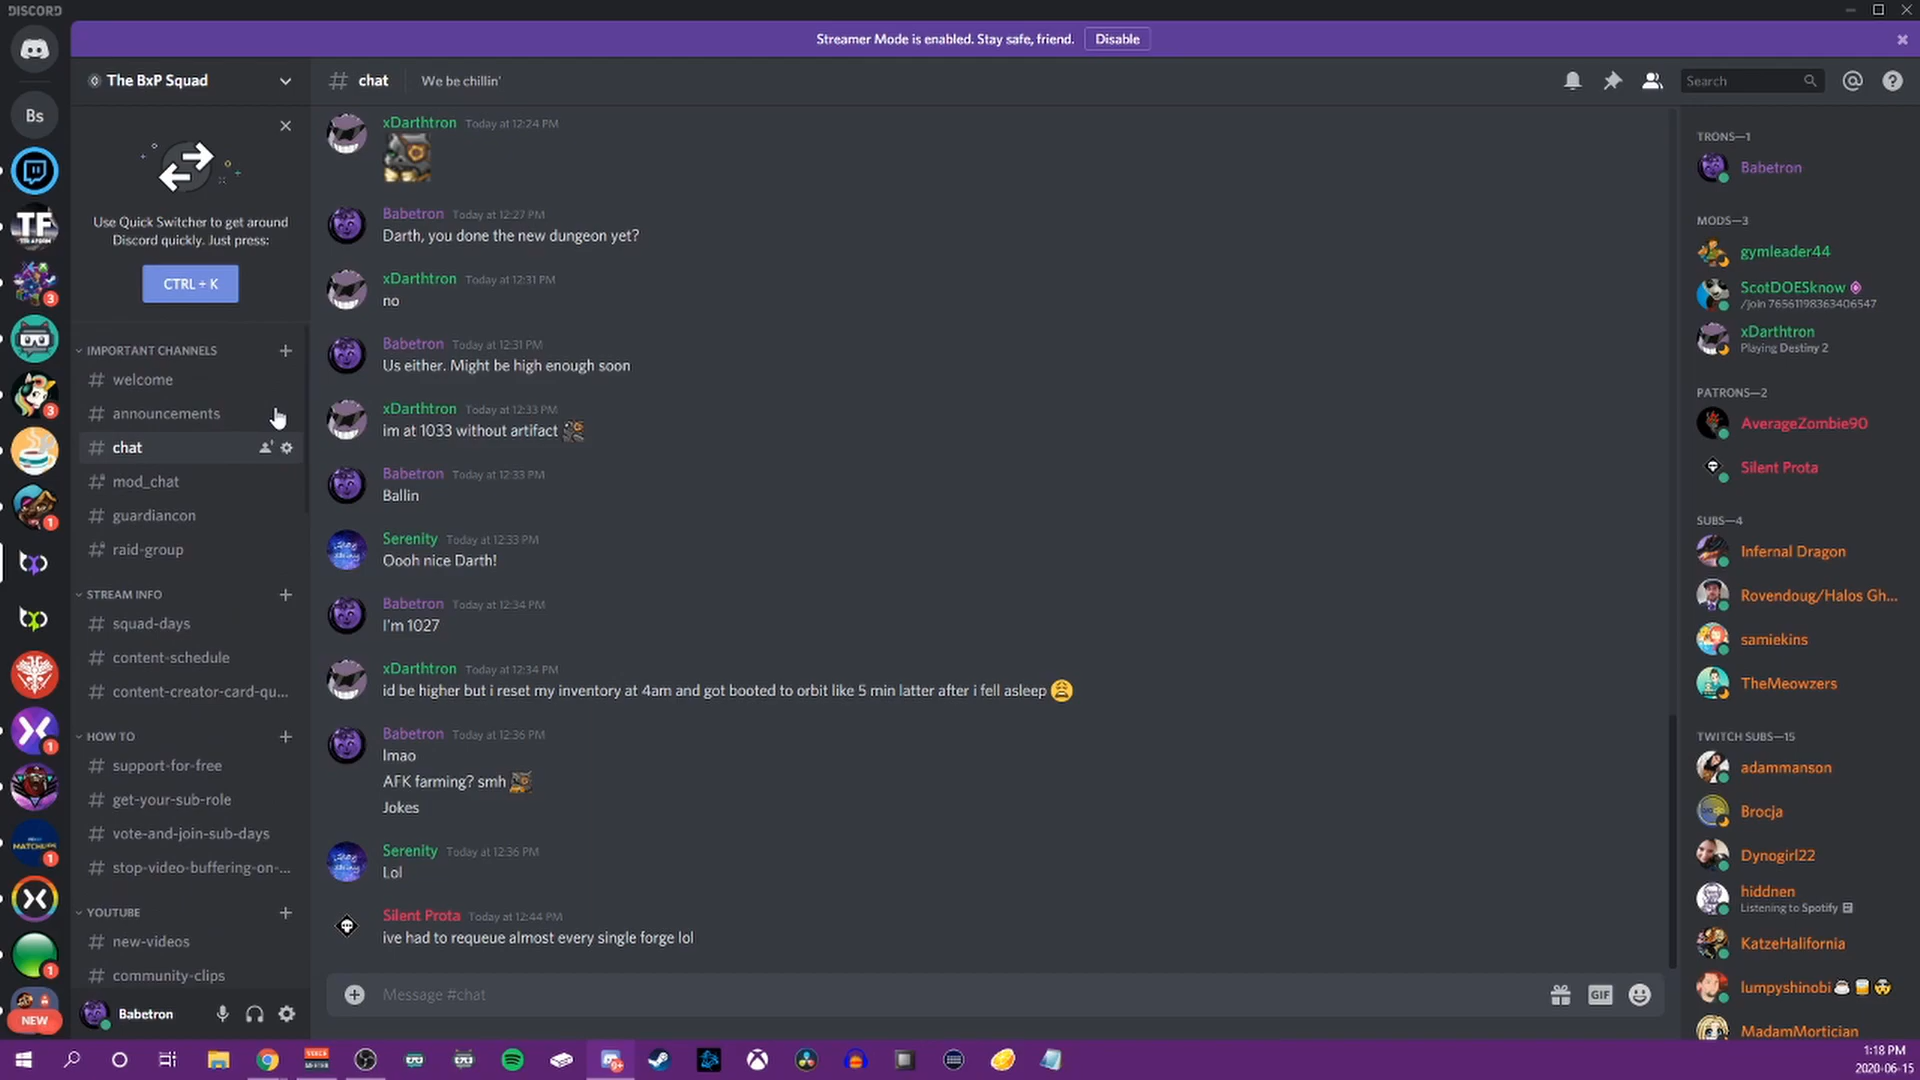 DISCORD
Streamer Mode is enabled. Stay safe, friend.
Disable
The BxP Squad
chat
We be chillin'
Search
Bs
Use Quick Switcher to get around
Discord quickly. Just press:
CTRL + K
IMPORTANT CHANNELS
welcome
announcements
chat
mod_chat
guardiancon
raid-group
STREAM INFO
squad-days
content-schedule
content-creator-card-qu...
HOW TO
support-for-free
get-your-sub-role
vote-and-join-sub-days
stop-video-buffering-on-...
YOUTUBE
new-videos
community-clips
Babetron
TF
3
3
1
1
1
1
NEW
xDarthtron Today at 12:24 PM
Babetron Today at 12:27 PM
Darth, you done the new dungeon yet?
xDarthtron Today at 12:31 PM
no
Babetron Today at 12:31 PM
Us either. Might be high enough soon
xDarthtron Today at 12:33 PM
im at 1033 without artifact
Babetron Today at 12:33 PM
Ballin
Serenity Today at 12:33 PM
Oooh nice Darth!
Babetron Today at 12:34 PM
I'm 1027
xDarthtron Today at 12:34 PM
id be higher but i reset my inventory at 4am and got booted to orbit like 5 min latter after i fell asleep
Babetron Today at 12:36 PM
lmao
AFK farming? smh
Jokes
Serenity Today at 12:36 PM
Lol
Silent Prota Today at 12:44 PM
ive had to requeue almost every single forge lol
Message #chat
GIF
TRONS—1
Babetron
MODS—3
gymleader44
ScotDOESknow
/join 76561198363406547
xDarthtron
Playing Destiny 2
PATRONS—2
AverageZombie90
Silent Prota
SUBS—4
Infernal Dragon
Rovendoug/Halos Gh...
samiekins
TheMeowzers
TWITCH SUBS—15
adammanson
Brocja
Dynogirl22
hiddnen
Listening to Spotify
KatzeHalifornia
lumpyshinobi
MadamMortician
1:18 PM
2020-06-15